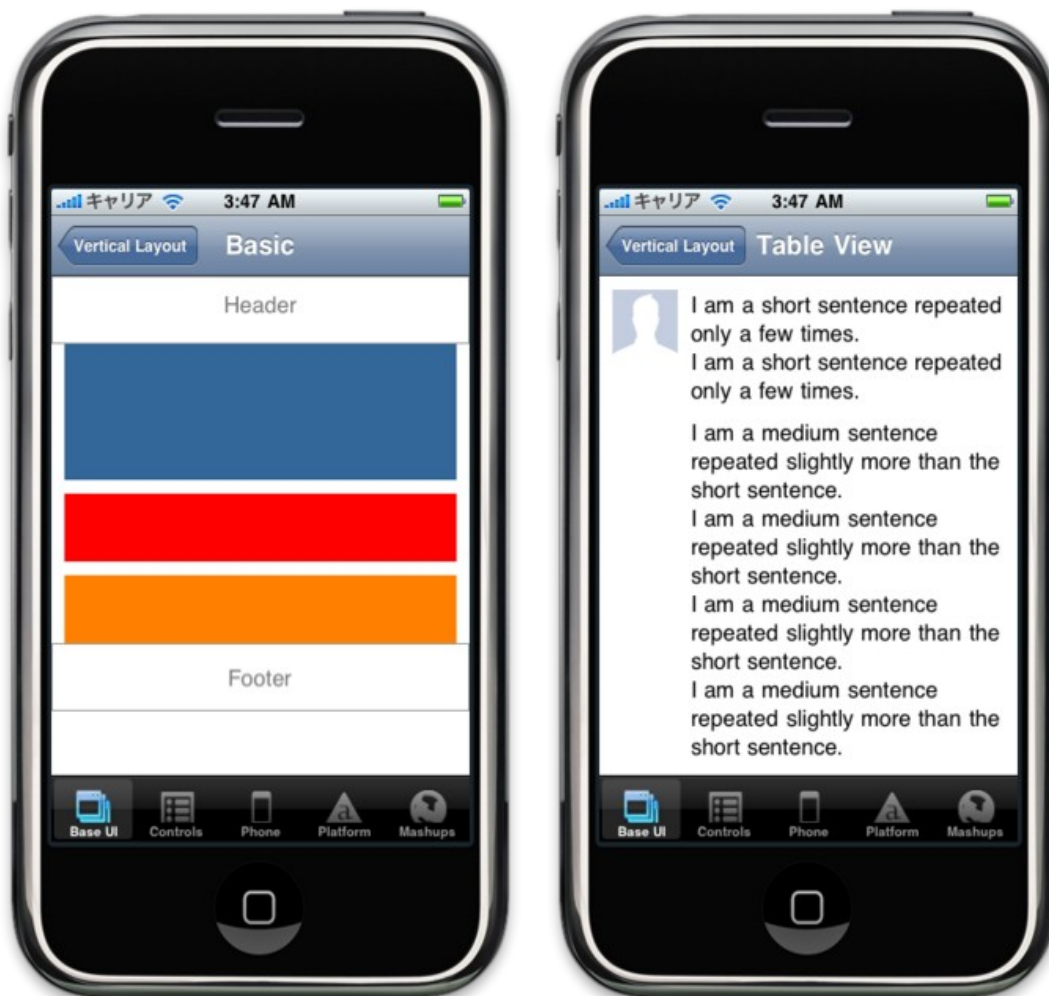 キャリア 3:47 AM
Vertical Layout Basic
Header
Footer
Base UI Controls Phone Platform Mashups
キャリア 3:47 AM
Vertical Layout Table View
I am a short sentence repeated
only a few times.
I am a short sentence repeated
only a few times.
I am a medium sentence
repeated slightly more than the
short sentence.
I am a medium sentence
repeated slightly more than the
short sentence.
I am a medium sentence
repeated slightly more than the
short sentence.
I am a medium sentence
repeated slightly more than the
short sentence.
a
Base UI Controls Phone Platform Mashups